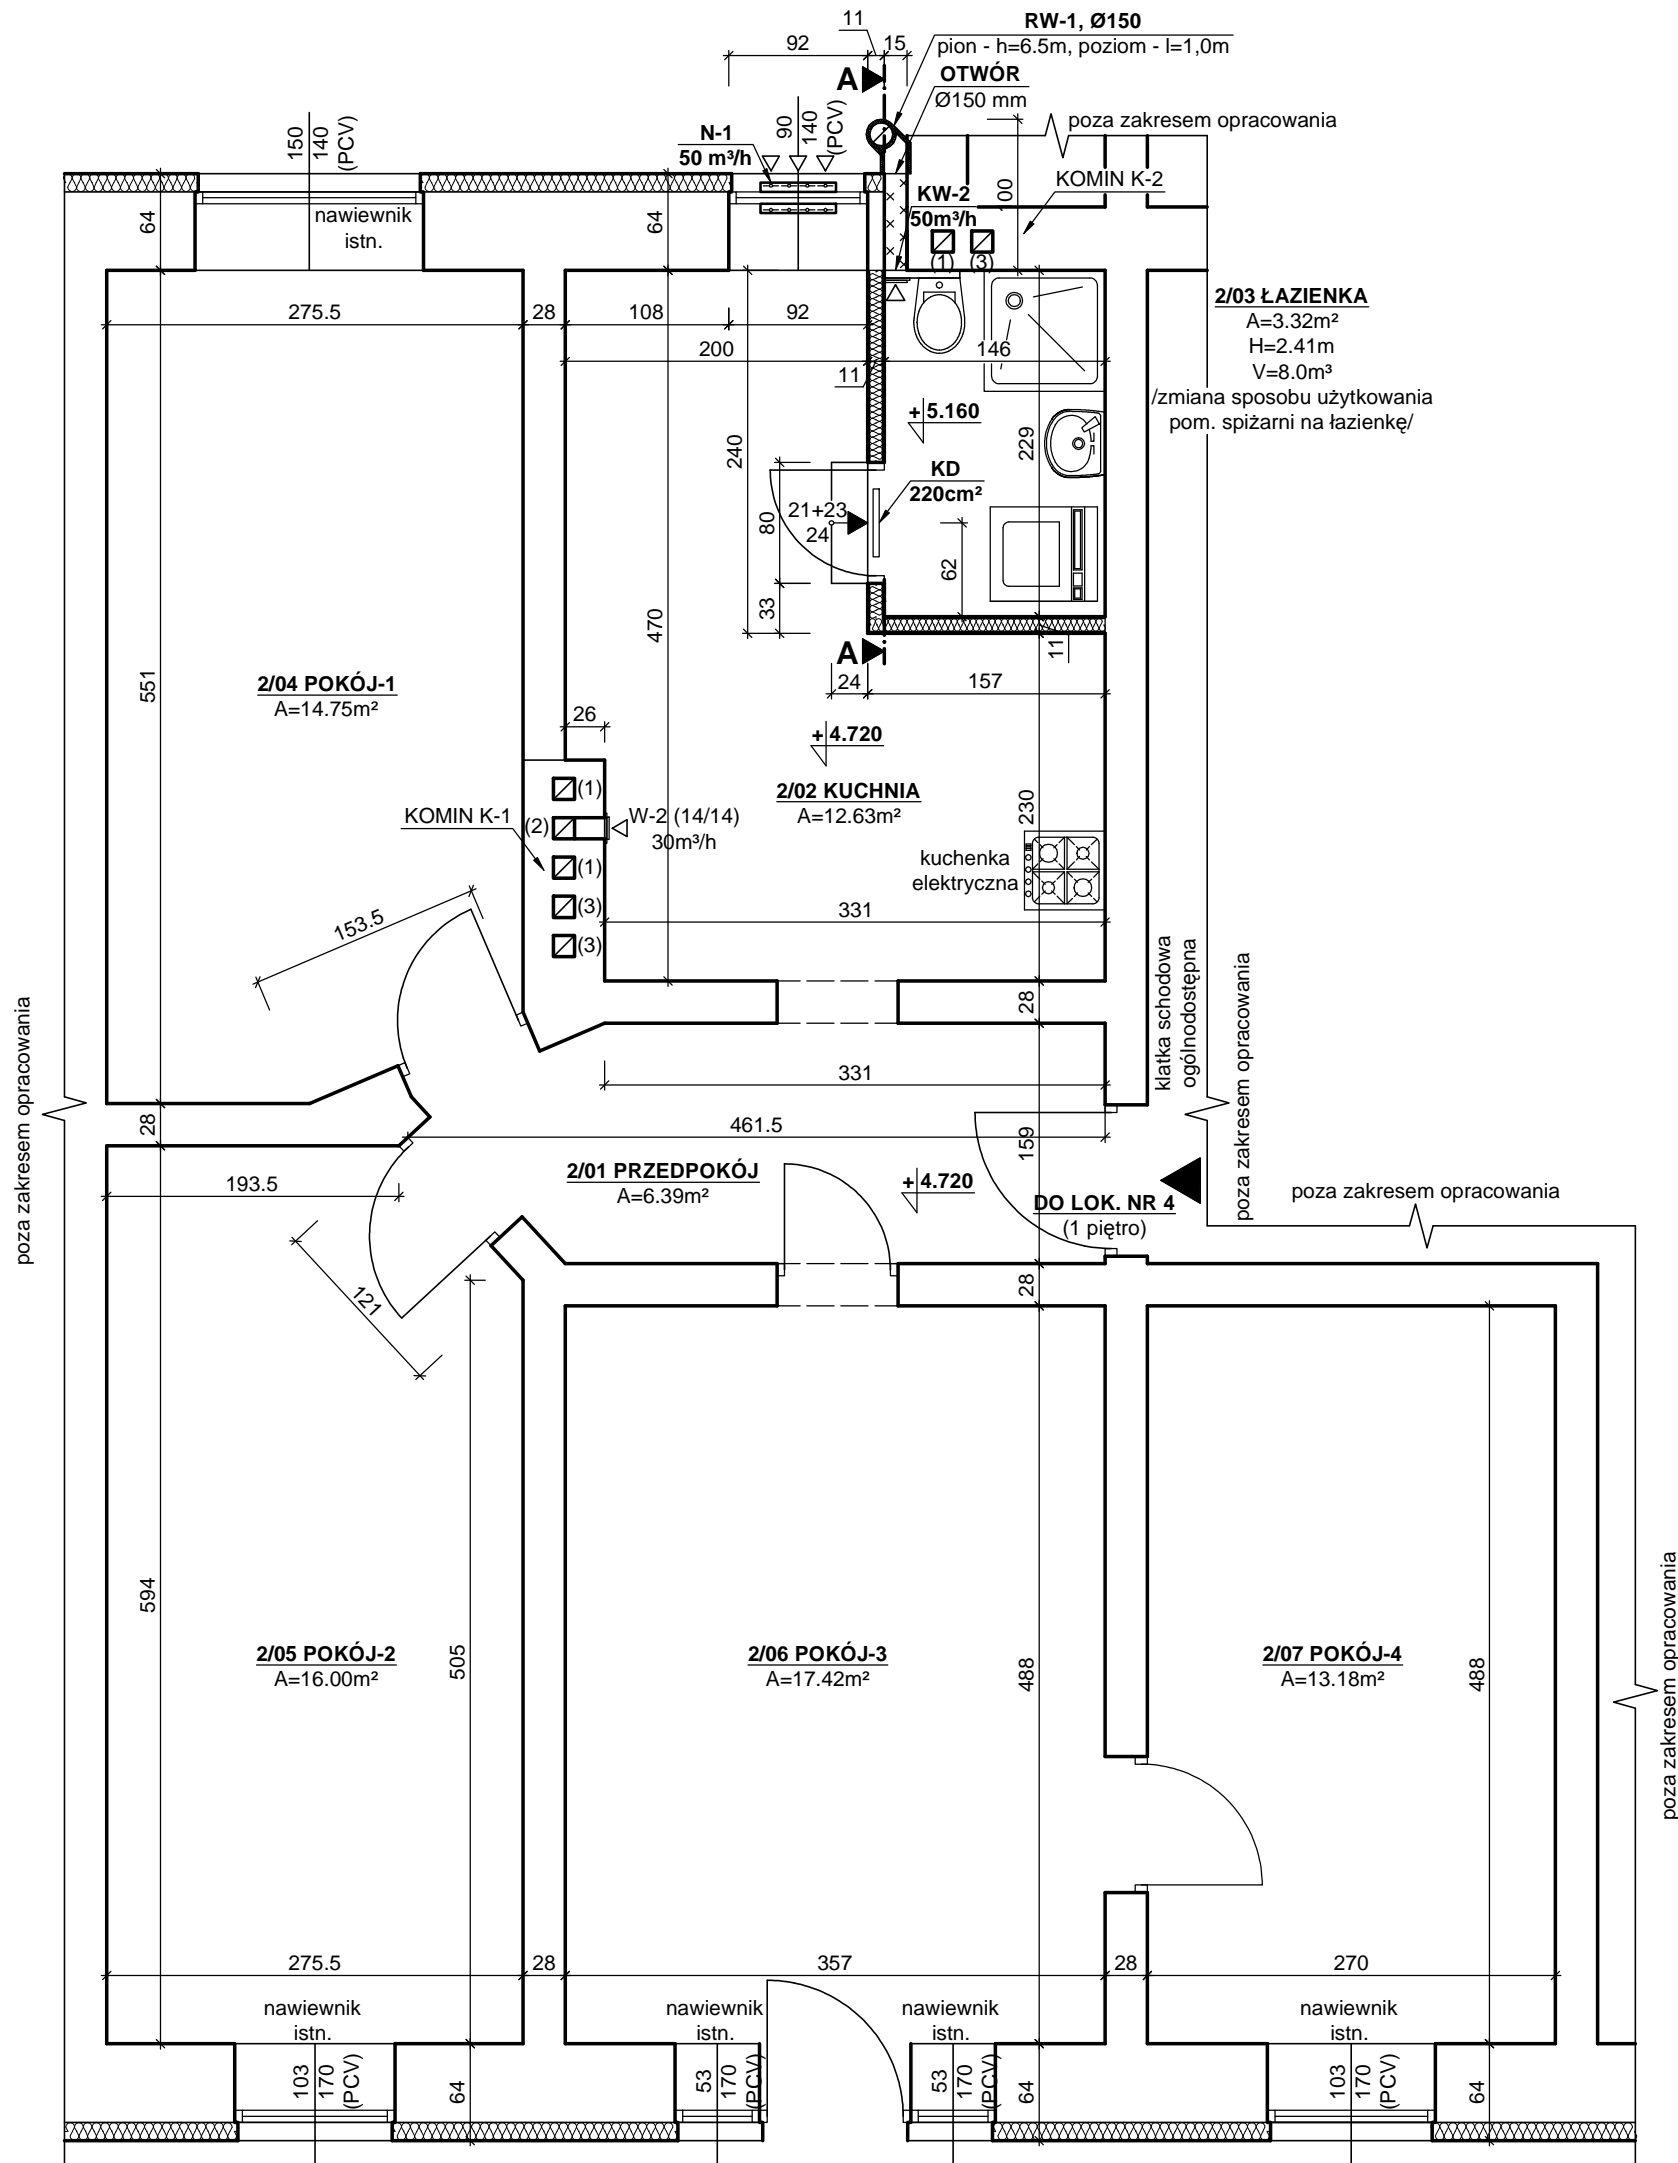 11
RW-1, Ø150
92
15
pion - h=6.5m, poziom - l=1,0m
A
OTWÓR
Ø150 mm
poza zakresem opracowania
150
140
(PCV)
N-1
50 m³/h
90
140
(PCV)
100
KOMIN K-2
KW-2
50m³/h
64
nawiewnik
istn.
64
(1)
(3)
2/03 ŁAZIENKA
A=3.32m²
H=2.41m
V=8.0m³
/zmiana sposobu użytkowania
pom. spiżarni na łazienkę/
275.5
28
108
92
200
146
11
+5.160
240
229
KD
220cm²
21+23
24
80
62
33
470
11
A
24
157
551
2/04 POKÓJ-1
A=14.75m²
26
+4.720
2/02 KUCHNIA
A=12.63m²
230
(1)
KOMIN K-1
(2)
W-2 (14/14)
30m³/h
(1)
(3)
(3)
kuchenka
elektryczna
153.5
331
klatka schodowa
ogólnodostępna
poza zakresem opracowania
poza zakresem opracowania
28
331
28
461.5
159
193.5
2/01 PRZEDPOKÓJ
A=6.39m²
+4.720
DO LOK. NR 4
(1 piętro)
poza zakresem opracowania
121
28
594
505
488
488
2/05 POKÓJ-2
A=16.00m²
2/06 POKÓJ-3
A=17.42m²
2/07 POKÓJ-4
A=13.18m²
poza zakresem opracowania
275.5
28
357
28
270
nawiewnik
istn.
nawiewnik
istn.
nawiewnik
istn.
nawiewnik
istn.
103
170
(PCV)
64
53
170
(PCV)
53
170
(PCV)
64
103
170
(PCV)
64